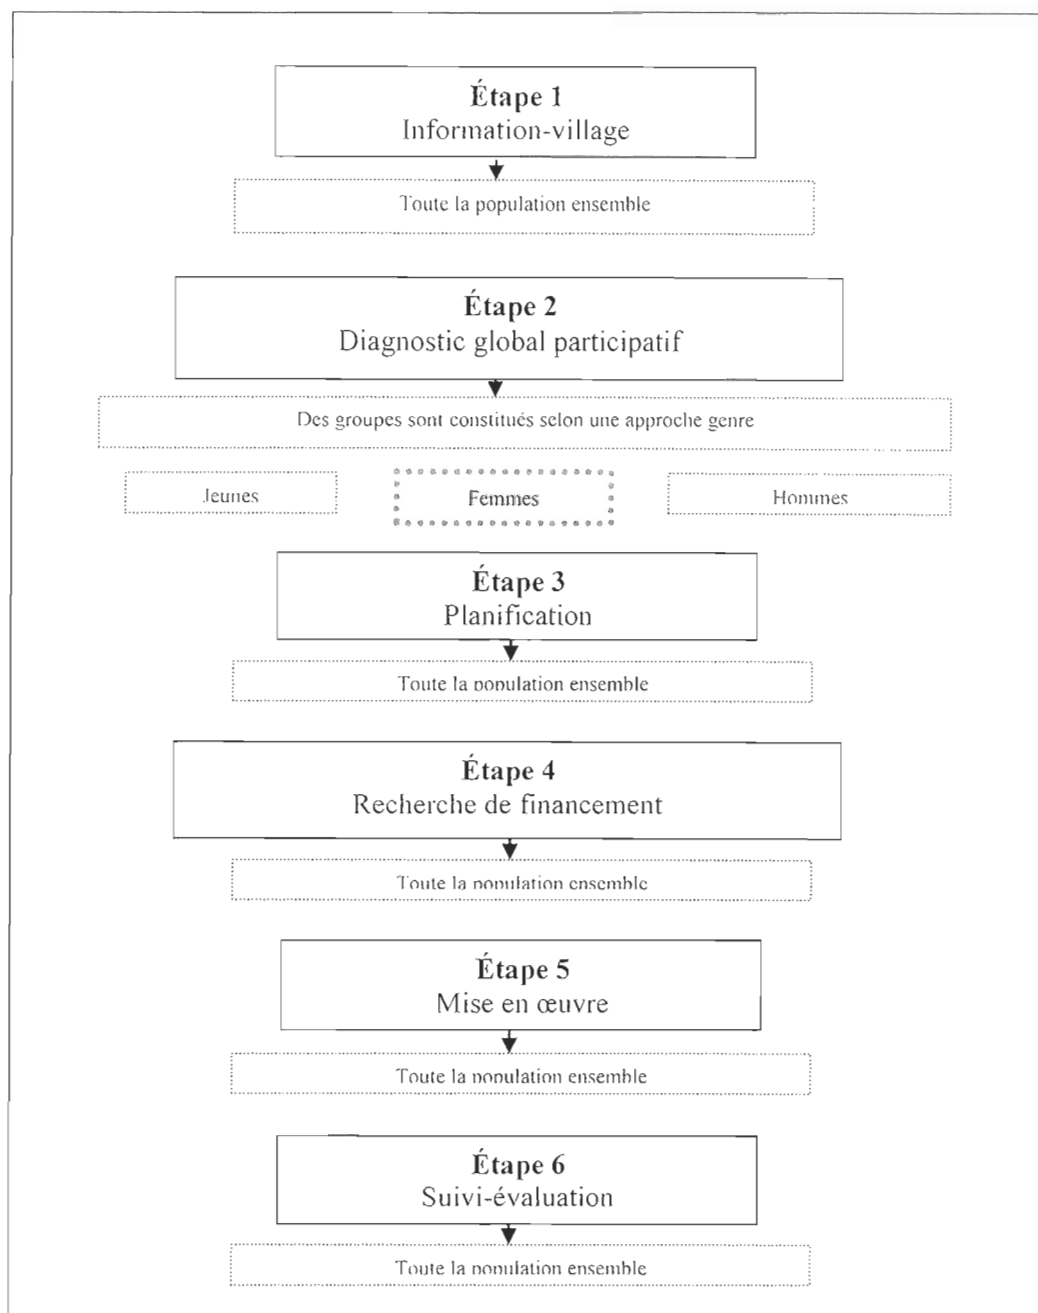 Étape 1
Information-village
Toute la population ensemble
Étape 2
Diagnostic global participatif
Des groupes sont constitués selon une approche genre
Jeunes
Femmes
Hommes
Étape 3
Planification
Toute la population ensemble
Étape 4
Recherche de financement
Toute la population ensemble
Étape 5
Mise en œuvre
Toute la population ensemble
Étape 6
Suivi-évaluation
Toute la population ensemble